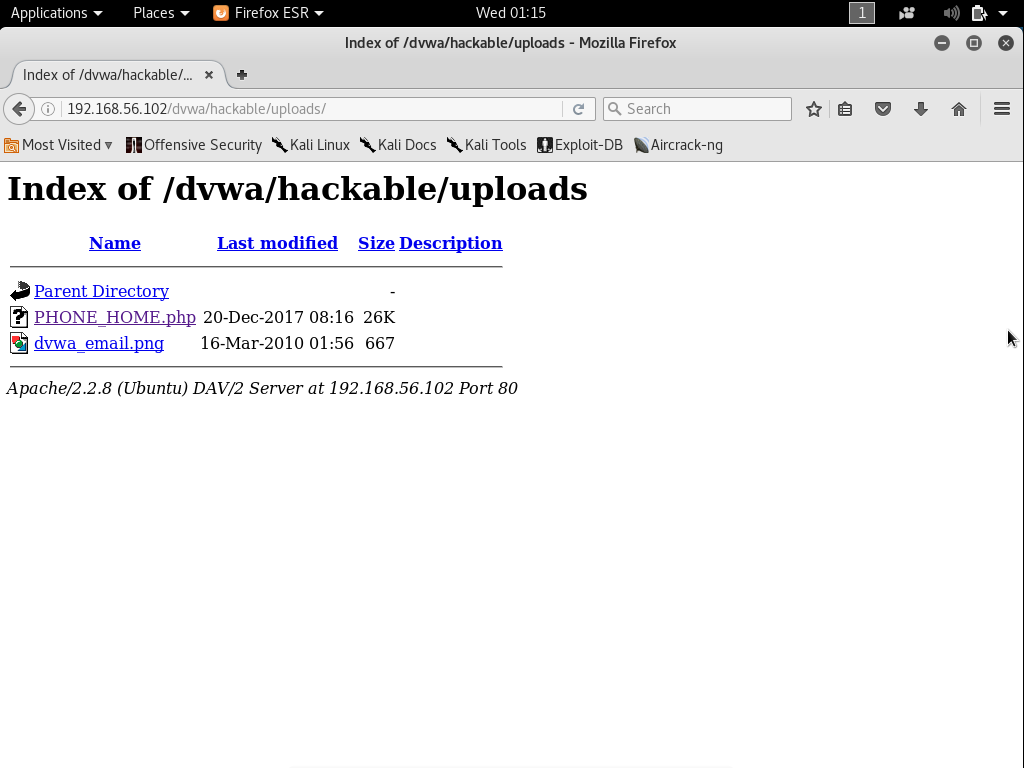 Applications Places Firefox ESR Wed 01:15 1
Index of /dvwa/hackable/uploads - Mozilla Firefox
Index of /dvwa/hackable/...
192.168.56.102/dvwa/hackable/uploads/ Search
Most Visited Offensive Security Kali Linux Kali Docs Kali Tools Exploit-DB Aircrack-ng
Index of /dvwa/hackable/uploads
Name Last modified Size Description
Parent Directory -
PHONE_HOME.php 20-Dec-2017 08:16 26K
dvwa_email.png 16-Mar-2010 01:56 667
Apache/2.2.8 (Ubuntu) DAV/2 Server at 192.168.56.102 Port 80